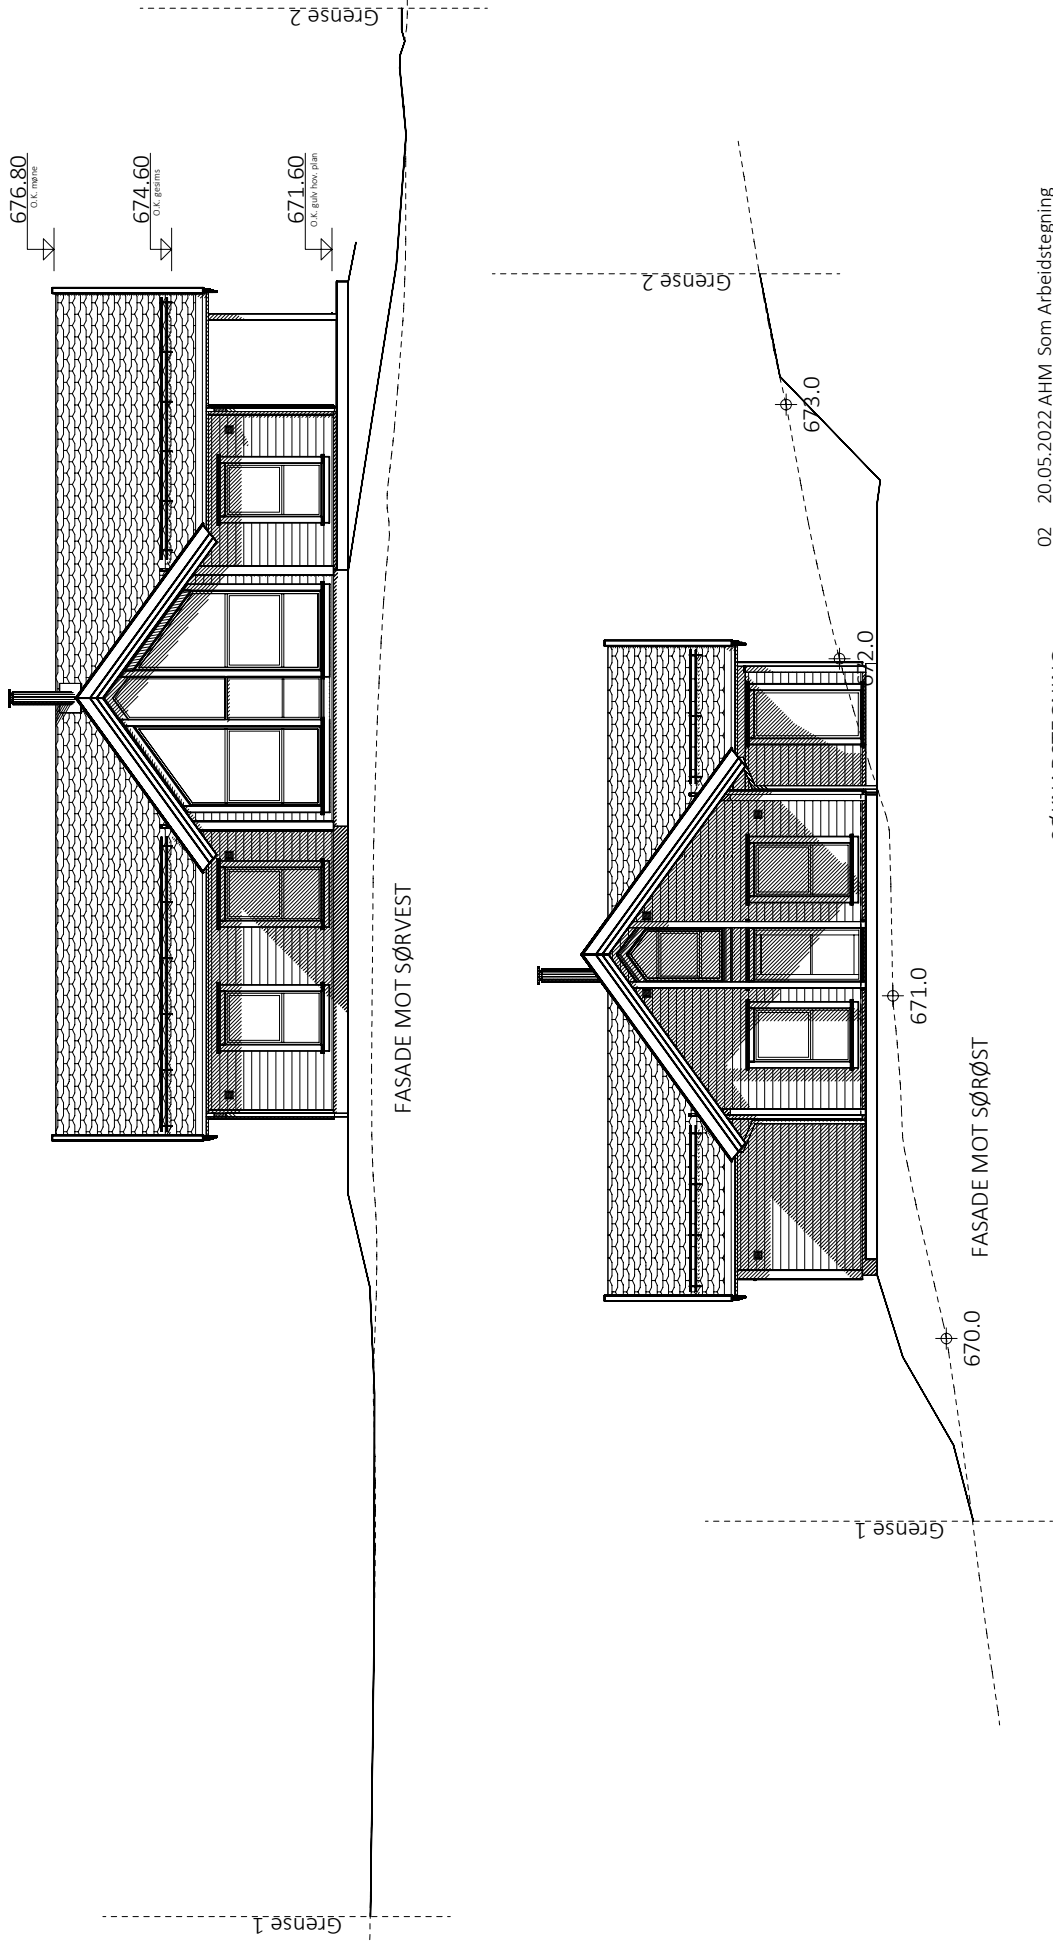 Grense 2
676.80
O.K. møne
674.60
O.K. gesims
671.60
O.K. gulv hov. plan
FASADE MOT SØRVEST
Grense 1
Grense 2
673.0
672.0
671.0
670.0
FASADE MOT SØRØST
Grense 1
02 20.05.2022 AHM Som Arbeidstegning